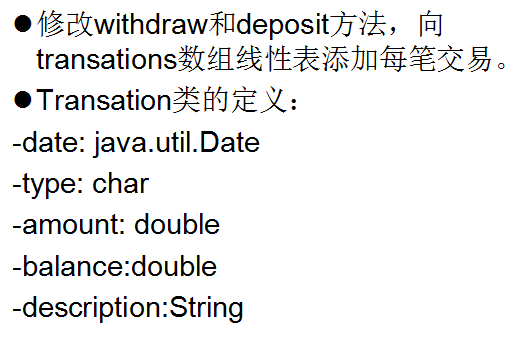 ●修改withdraw和deposit方法，向
transations数组线性表添加每笔交易。
●Transation类的定义：
-date: java.util.Date
-type: char
-amount: double
-balance:double
-description:String